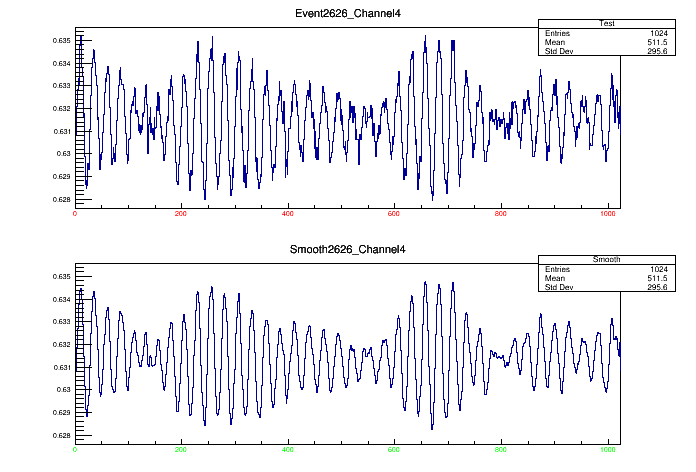 Event2626_Channel4
Test
Entries 1024
Mean 511.5
Std Dev 295.6
0.635
0.634
0.633
0.632
0.631
0.63
0.629
0.628
0 200 400 600 800 1000
Smooth2626_Channel4
Smooth
Entries 1024
Mean 511.5
Std Dev 295.6
0.635
0.634
0.633
0.632
0.631
0.63
0.629
0.628
0 200 400 600 800 1000